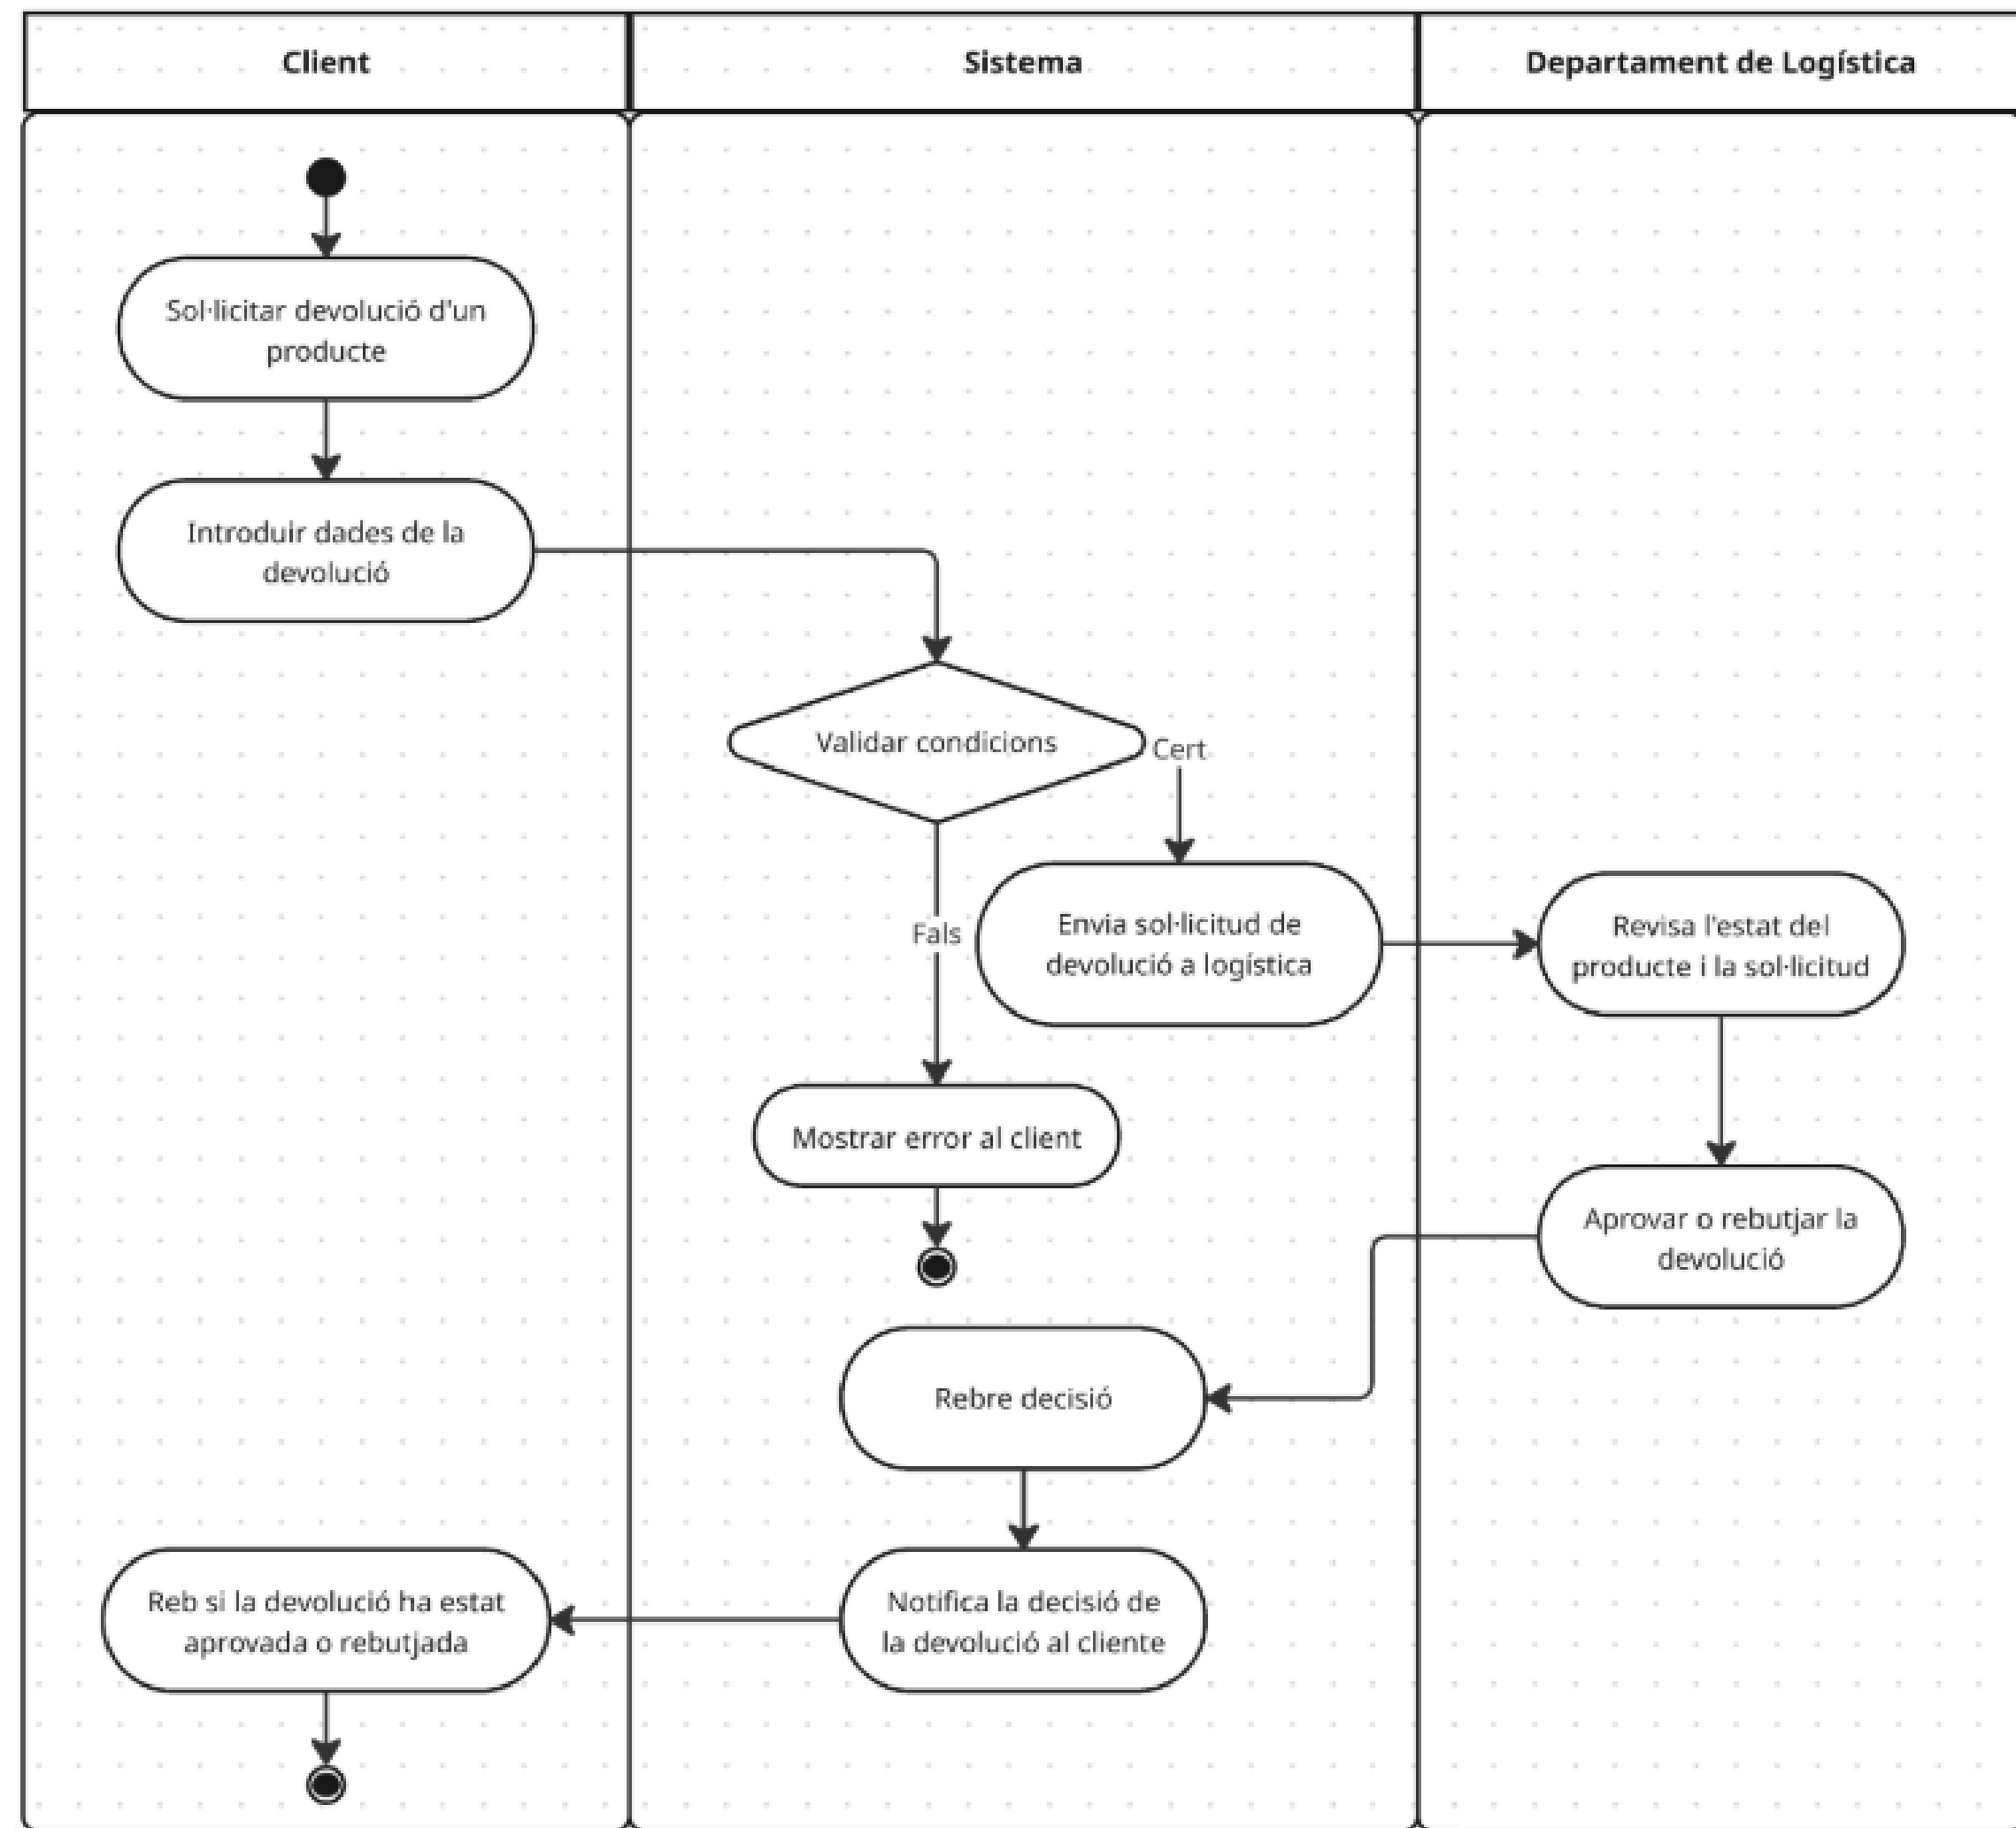 Client
Sistema
Departament de Logística
Sol·licitar devolució d'un
producte
Introduir dades de la
devolució
Validar condicions
Cert
Fals
Envia sol·licitud de
devolució a logística
Revisa l'estat del
producte i la sol·licitud
Mostrar error al client
Aprovar o rebutjar la
devolució
Rebre decisió
Notifica la decisió de
la devolució al cliente
Reb si la devolució ha estat
aprovada o rebutjada